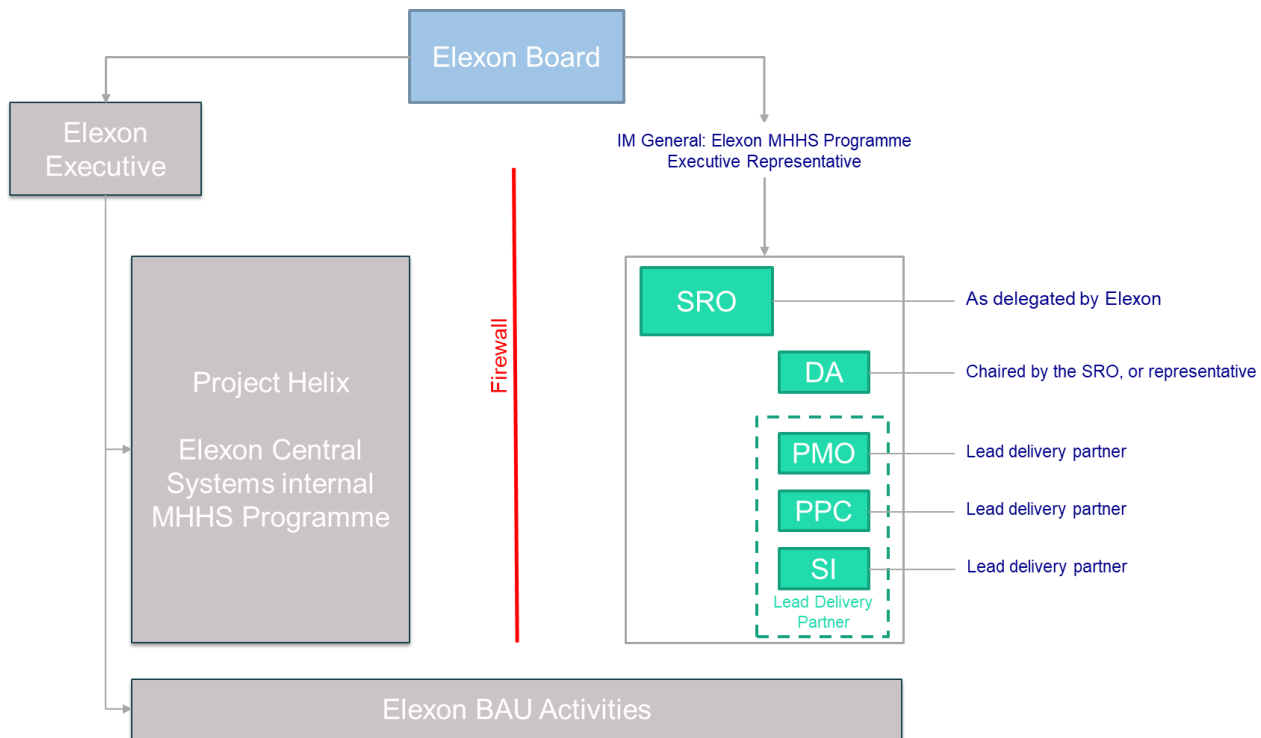 Elexon Board
Elexon
Executive
IM General: Elexon MHHS Programme
Executive Representative
Firewall
Project Helix
Elexon Central
Systems internal
MHHS Programme
SRO
As delegated by Elexon
DA
Chaired by the SRO, or representative
PMO
Lead delivery partner
PPC
Lead delivery partner
SI
Lead delivery partner
Lead Delivery
Partner
Elexon BAU Activities